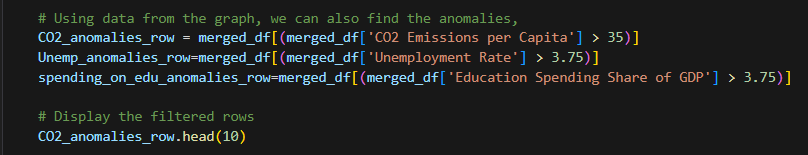 # Using data from the graph, we can also find the anomalies,
CO2_anomalies_row = merged_df[(merged_df['CO2 Emissions per Capita'] > 35)]
Unemp_anomalies_row=merged_df[(merged_df['Unemployment Rate'] > 3.75)]
spending_on_edu_anomalies_row=merged_df[(merged_df['Education Spending Share of GDP'] > 3.75)]
# Display the filtered rows
CO2_anomalies_row.head(10)